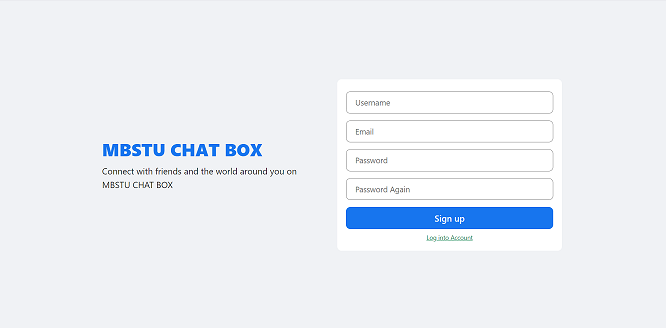 MBSTU CHAT BOX
Connect with friends and the world around you on
MBSTU CHAT BOX
Username
Email
Password
Password Again
Sign up
Log into Account